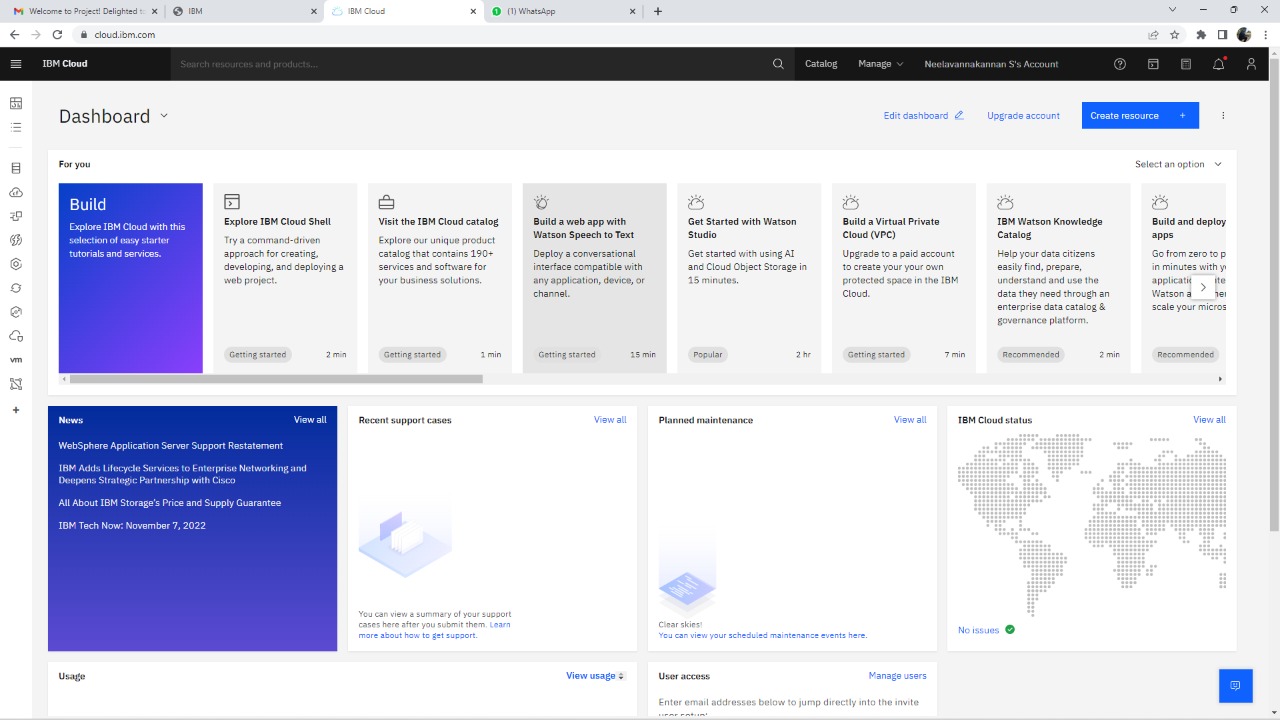 Welcome to Project! Delighted to
IBM
IBM Cloud
(1) WhatsApp
cloud.ibm.com
IBM Cloud
Search resources and products...
Catalog
Manage
Neelavannakannan S's Account
Dashboard
Edit dashboard
Upgrade account
Create resource +
For you
Select an option
Build
Explore IBM Cloud with this
selection of easy starter
tutorials and services.
Explore IBM Cloud Shell
Try a command-driven
approach for creating,
developing, and deploying a
web project.
Getting started
2 min
Visit the IBM Cloud catalog
Explore our unique product
catalog that contains 190+
services and software for
your business solutions.
Getting started
1 min
Build a web app with
Watson Speech to Text
Deploy a conversational
interface compatible with
any application, device, or
channel.
Getting started
15 min
Get Started with Watson
Studio
Get started with using AI
and Cloud Object Storage in
15 minutes.
Popular
2 hr
Build a Virtual Private
Cloud (VPC)
Upgrade to a paid account
to create your your own
protected space in the IBM
Cloud.
Getting started
7 min
IBM Watson Knowledge
Catalog
Help your data citizens
easily find, prepare,
understand and use the
data they need through an
enterprise data catalog &
governance platform.
Recommended
2 min
Build and deploy
apps
Go from zero to p
in minutes with
Watson
scale your micros
Recommended
vm
News
View all
WebSphere Application Server Support Restatement
IBM Adds Lifecycle Services to Enterprise Networking and
Deepens Strategic Partnership with Cisco
All About IBM Storage's Price and Supply Guarantee
IBM Tech Now: November 7, 2022
Recent support cases
View all
You can view a summary of your support
cases here after you submit them. Learn
more about how to get support.
Planned maintenance
View all
Clear skies!
You can view your scheduled maintenance events here.
IBM Cloud status
View all
No issues
Usage
View usage
User access
Manage users
Enter email addresses below to jump directly into the invite
user setup: